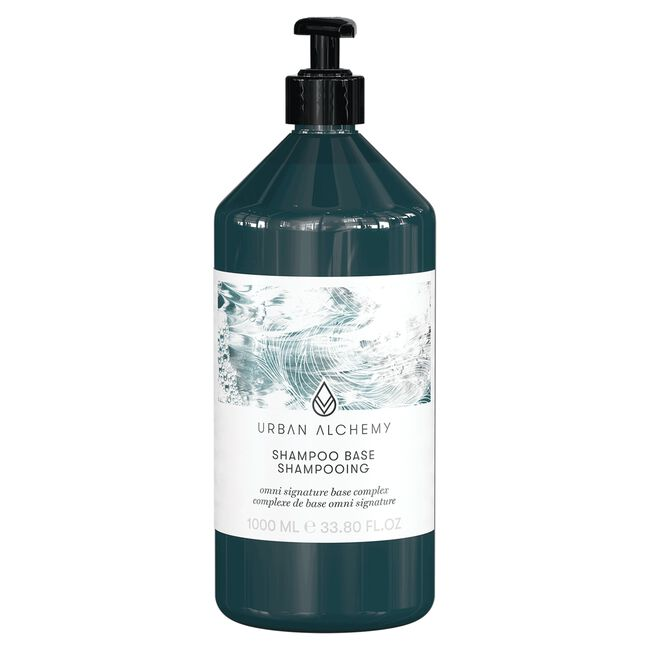 URBAN ALCHEMY
SHAMPOO BASE
SHAMPOOING
omni signature base complex
complexe de base omni signature
1000 ML ℮ 33.80 FL.OZ